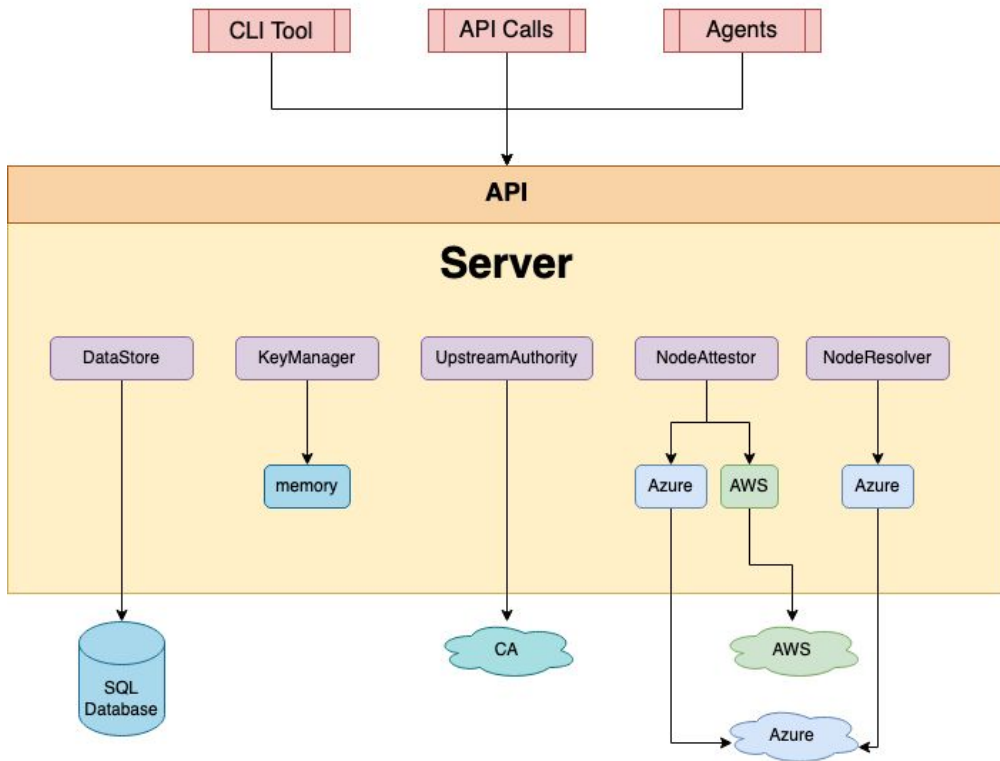 CLI Tool
API Calls
Agents
API
Server
DataStore
KeyManager
UpstreamAuthority
NodeAttestor
NodeResolver
memory
Azure
AWS
Azure
SQL
Database
CA
AWS
Azure